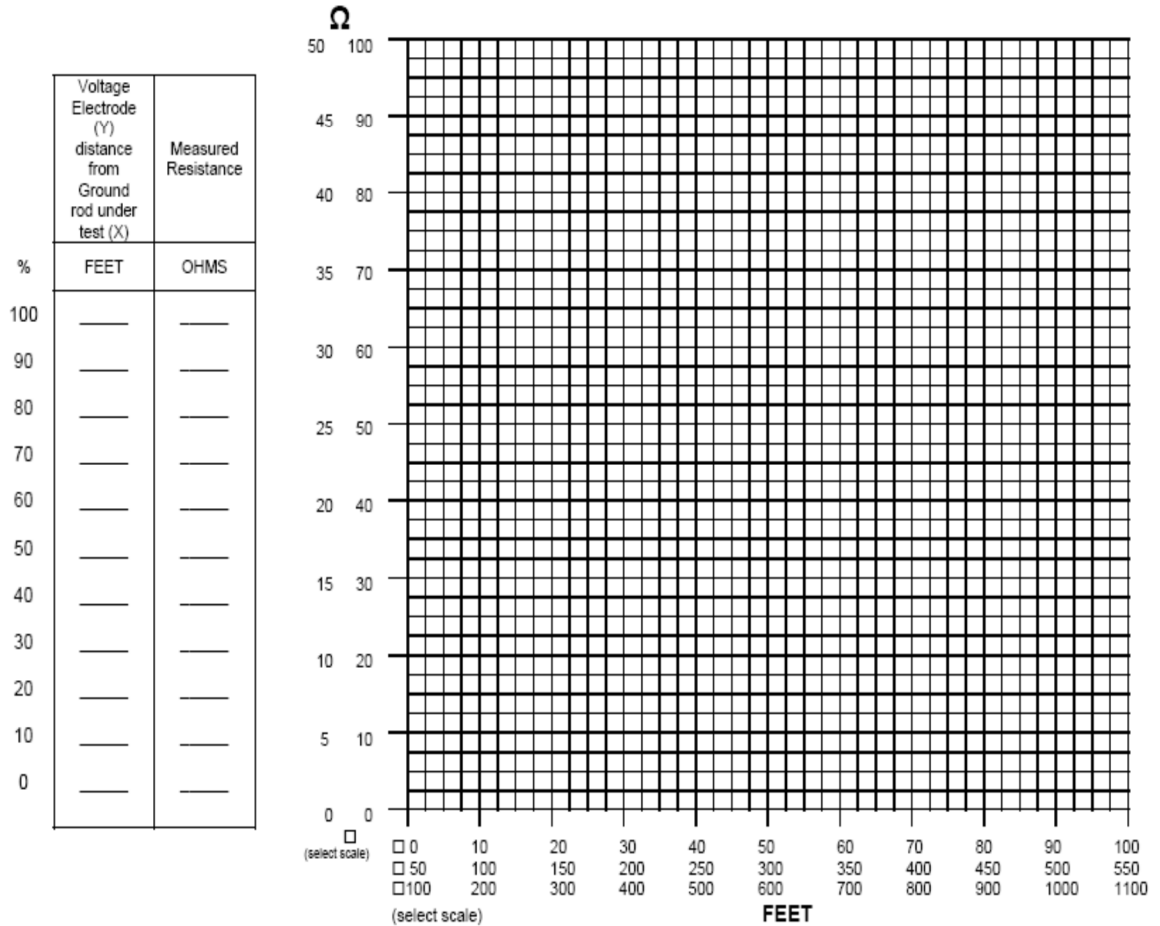 Voltage
Electrode
(Y)
distance
from
Ground
rod under
test (X)
Measured
Resistance
% FEET OHMS
100
90
80
70
60
50
40
30
20
10
0
Ω
50 100
45 90
40 80
35 70
30 60
25 50
20 40
15 30
10 20
5 10
0 0
(select scale)
0 10 20 30 40 50 60 70 80 90 100
50 100 150 200 250 300 350 400 450 500 550
100 200 300 400 500 600 700 800 900 1000 1100
(select scale) FEET